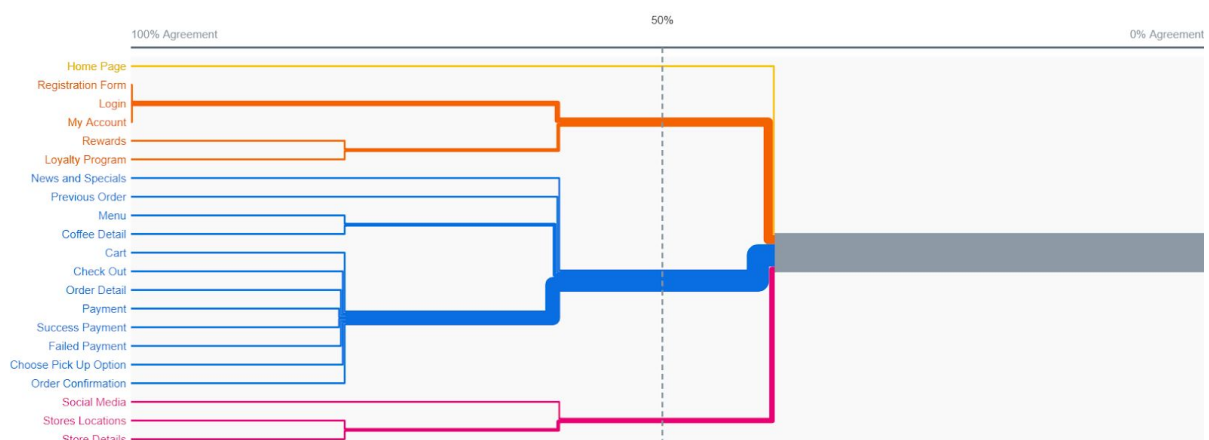 50%
100% Agreement
0% Agreement
Home Page
Registration Form
Login
My Account
Rewards
Loyalty Program
News and Specials
Previous Order
Menu
Coffee Detail
Cart
Check Out
Order Detail
Payment
Success Payment
Failed Payment
Choose Pick Up Option
Order Confirmation
Social Media
Stores Locations
Store Details